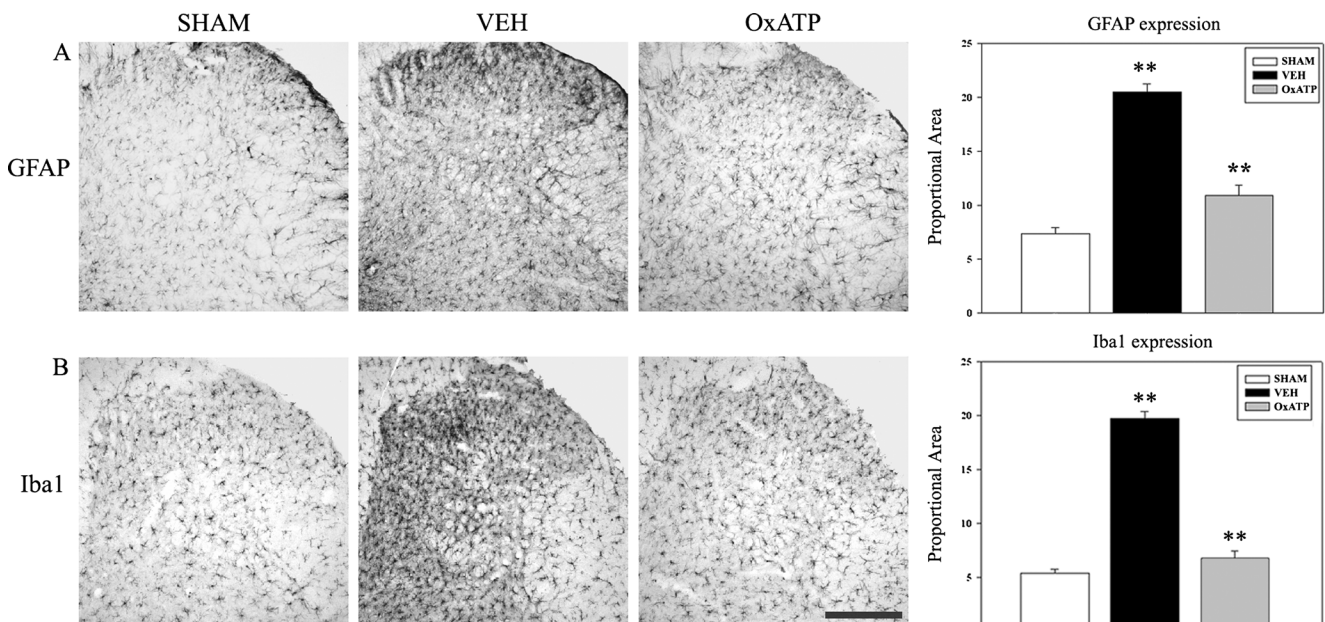 SHAM VEH OxATP
A
GFAP
GFAP expression
Proportional Area
25
20
15
10
5
0
SHAM
VEH
OxATP
**
**
B
Iba1
Iba1 expression
Proportional Area
25
20
15
10
5
SHAM
VEH
OxATP
**
**